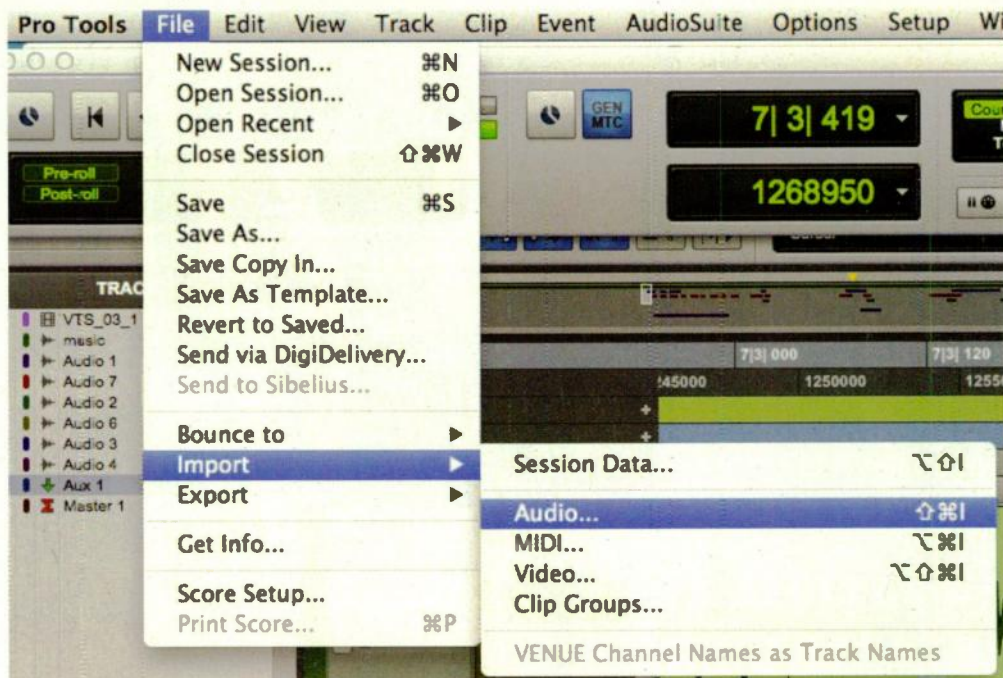 Pro Tools File Edit View Track Clip Event AudioSuite Options Setup Wi
New Session... ⌘N
Open Session... ⌘O
Open Recent ▶
Close Session ⇧⌘W
Save ⌘S
Save As...
Save Copy In...
Save As Template...
Revert to Saved...
Send via DigiDelivery...
Send to Sibelius...
Bounce to ▶
Import ▶
Export ▶
Get Info...
Score Setup...
Print Score... ⌘P
Session Data... ⌥⇧I
Audio... ⇧⌘I
MIDI... ⌥⌘I
Video... ⌥⇧⌘I
Clip Groups...
VENUE Channel Names as Track Names
GEN
MTC
7| 3| 419
1268950
Cou
T
Pre-roll
Post-roll
TRAC
VTS_03_1
music
Audio 1
Audio 7
Audio 2
Audio 6
Audio 3
Audio 4
Aux 1
Master 1
7|3| 000 7|3| 120
45000 1250000 1255